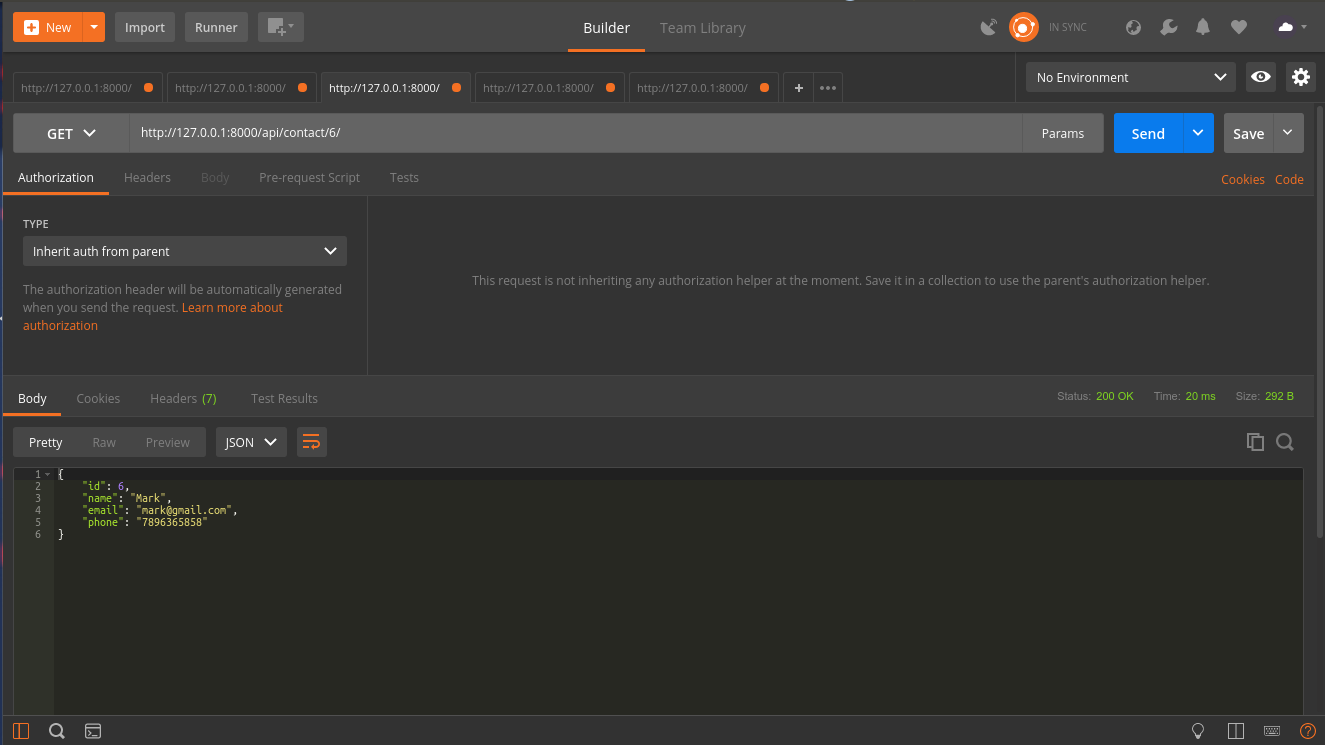 New Import Runner Builder Team Library IN SYNC
http://127.0.0.1:8000/ http://127.0.0.1:8000/ http://127.0.0.1:8000/ http://127.0.0.1:8000/ http://127.0.0.1:8000/ + ••• No Environment
GET http://127.0.0.1:8000/api/contact/6/ Params Send Save
Authorization Headers Body Pre-request Script Tests Cookies Code
TYPE
Inherit auth from parent
This request is not inheriting any authorization helper at the moment. Save it in a collection to use the parent's authorization helper.
The authorization header will be automatically generated
when you send the request. Learn more about
authorization
Body Cookies Headers (7) Test Results Status: 200 OK Time: 20 ms Size: 292 B
Pretty Raw Preview JSON
1 {
2 "id": 6,
3 "name": "Mark",
4 "email": "mark@gmail.com",
5 "phone": "7896365858"
6 }